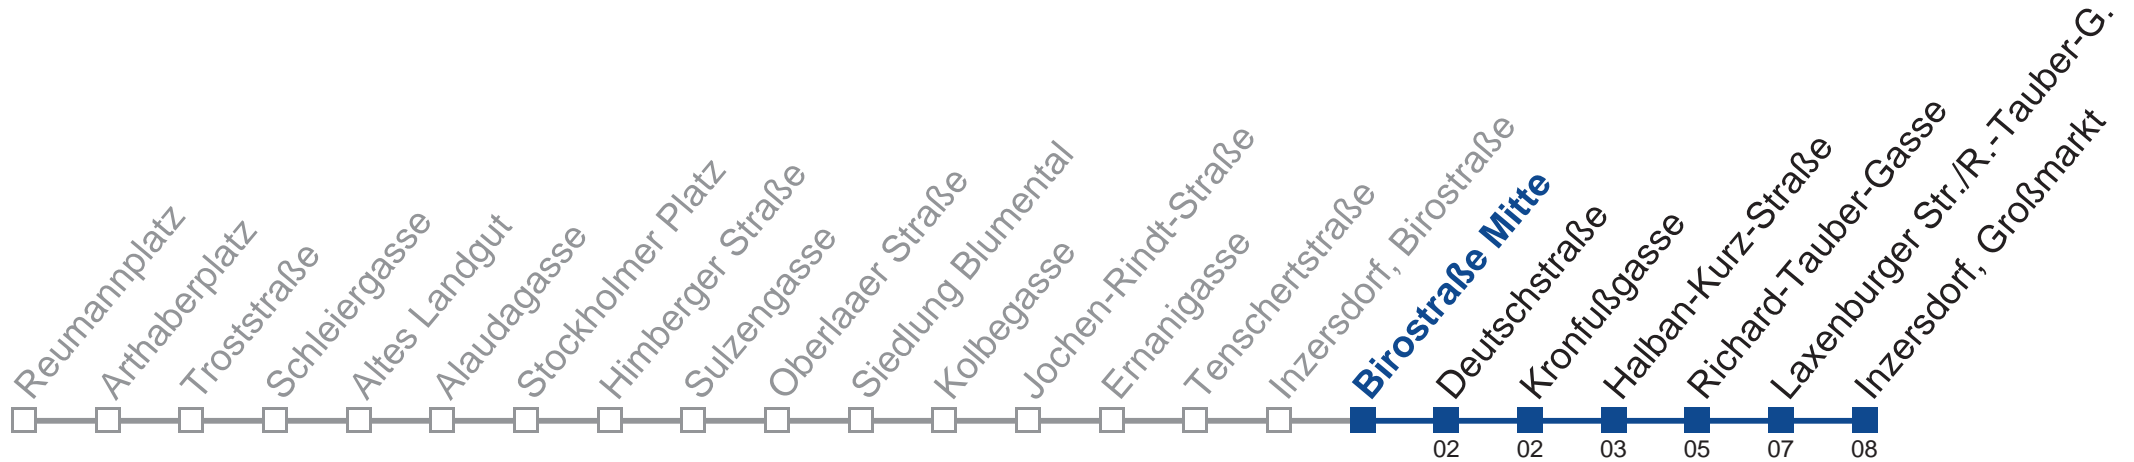 Reumannplatz
Arthaberplatz
Troststraße
Schleiergasse
Altes Landgut
Alaudagasse
Stockholmer Platz
Himberger Straße
Sulzengasse
Oberlaaer Straße
Siedlung Blumental
Kolbegasse
Jochen-Rindt-Straße
Ernanigasse
Tenschertstraße
Inzersdorf, Birostraße
Birostraße Mitte
Deutschstraße
Kronfußgasse
Halban-Kurz-Straße
Richard-Tauber-Gasse
Laxenburger Str./R.-Tauber-G.
Inzersdorf, Großmarkt
02 02 03 05 07 08